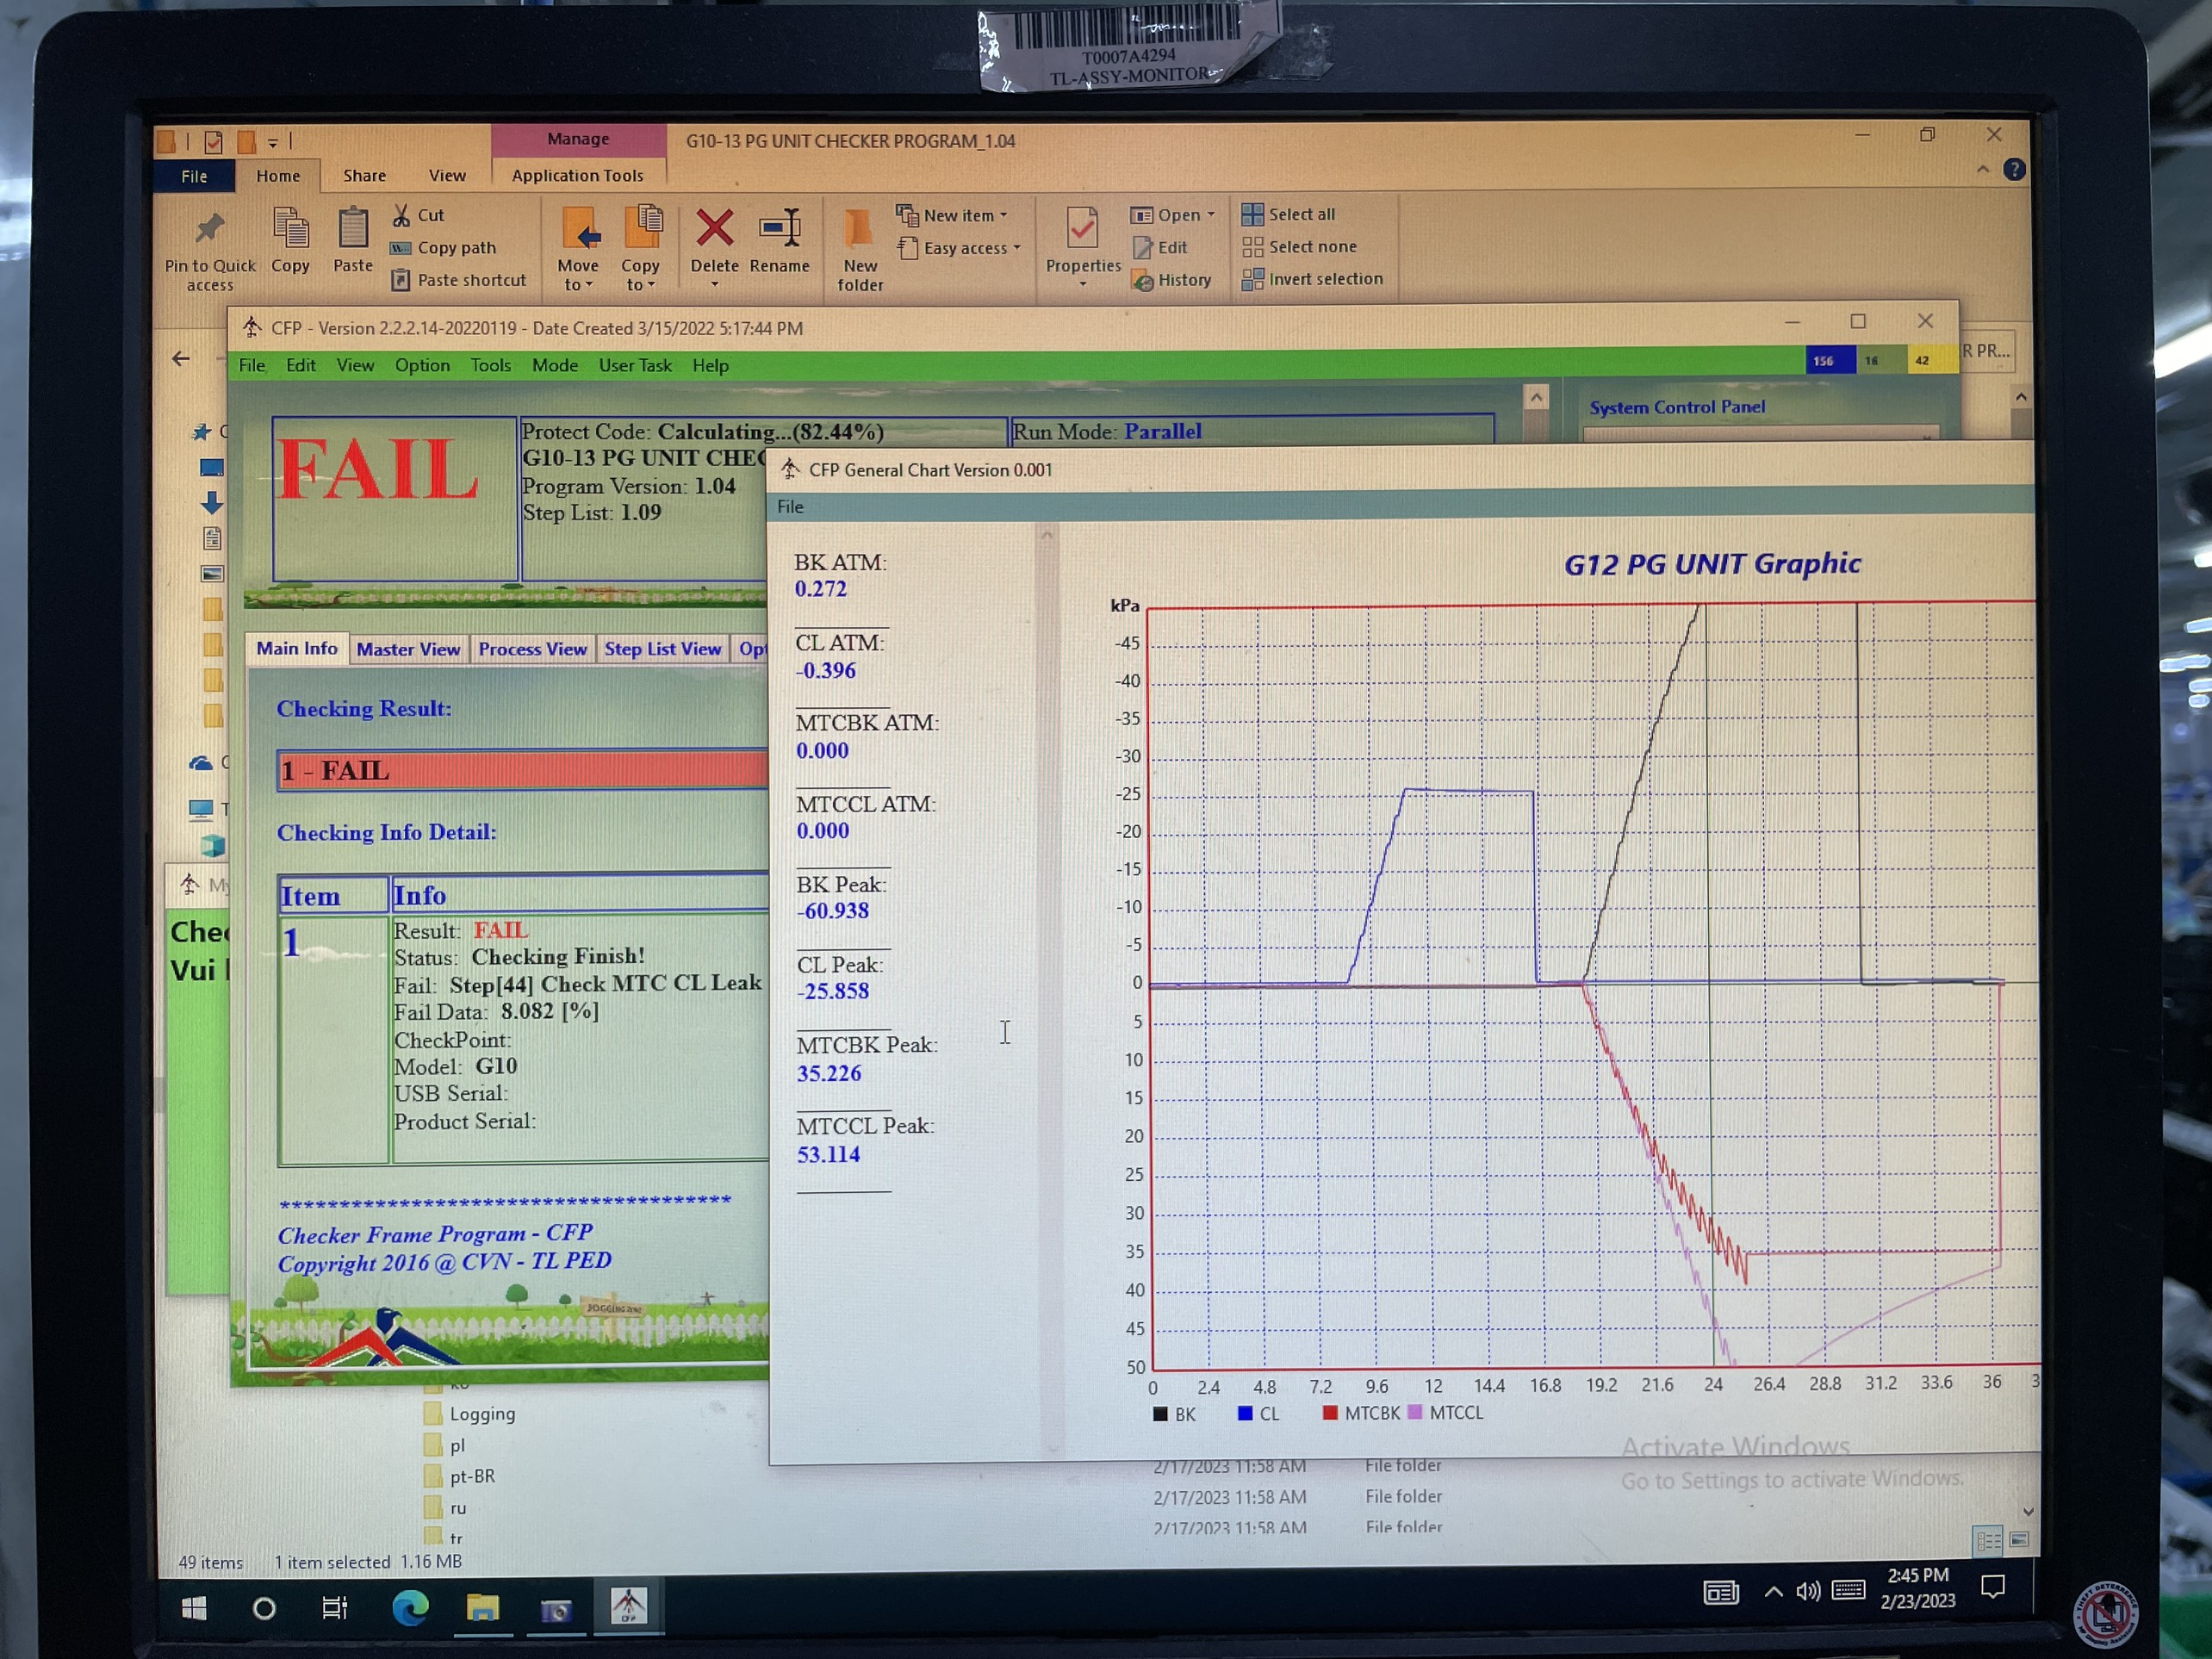 T0007A4294
TL-ASSY-MONITOR
Manage
G10-13 PG UNIT CHECKER PROGRAM_1.04
File
Home
Share
View
Application Tools
Pin to Quick access
Copy
Paste
Cut
Copy path
Paste shortcut
Move to
Copy to
Delete
Rename
New folder
New item
Easy access
Properties
Open
Edit
History
Select all
Select none
Invert selection
CFP - Version 2.2.2.14-20220119 - Date Created 3/15/2022 5:17:44 PM
File Edit View Option Tools Mode User Task Help
156 16 42
R PR...
FAIL
Protect Code: Calculating...(82.44%)
G10-13 PG UNIT CHEC
Program Version: 1.04
Step List: 1.09
Run Mode: Parallel
System Control Panel
Main Info
Master View
Process View
Step List View
Opt
Checking Result:
1 - FAIL
Checking Info Detail:
Item
Info
1
Result: FAIL
Status: Checking Finish!
Fail: Step[44] Check MTC CL Leak
Fail Data: 8.082 [%]
CheckPoint:
Model: G10
USB Serial:
Product Serial:
**************************************
Checker Frame Program - CFP
Copyright 2016 @ CVN - TL PED
JOGGING ZONE
My
Chec
Vui
CFP General Chart Version 0.001
File
BK ATM:
0.272
CL ATM:
-0.396
MTCBK ATM:
0.000
MTCCL ATM:
0.000
BK Peak:
-60.938
CL Peak:
-25.858
MTCBK Peak:
35.226
MTCCL Peak:
53.114
G12 PG UNIT Graphic
kPa
-45
-40
-35
-30
-25
-20
-15
-10
-5
0
5
10
15
20
25
30
35
40
45
50
0 2.4 4.8 7.2 9.6 12 14.4 16.8 19.2 21.6 24 26.4 28.8 31.2 33.6 36 3
BK CL MTCBK MTCCL
Activate Windows
Go to Settings to activate Windows.
ko
Logging
pl
pt-BR
ru
tr
2/17/2023 11:58 AM File folder
2/17/2023 11:58 AM File folder
2/17/2023 11:58 AM File folder
49 items 1 item selected 1.16 MB
CFP
2:45 PM
2/23/2023